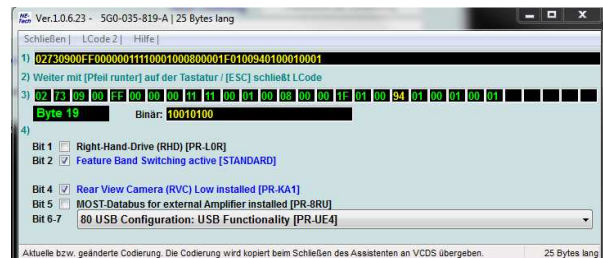 NE-Tech Ver.1.0.6.23 - 5G0-035-819-A | 25 Bytes lang
Schließen | LCode 2 | Hilfe |
1) 02730900FF00000011110001000800001F0100940100010001
2) Weiter mit [Pfeil runter] auf der Tastatur / [ESC] schließt LCode
3) 02 73 09 00 FF 00 00 00 11 11 00 01 00 08 00 00 1F 01 00 94 01 00 01 00 01
Byte 19 Binär: 10010100
4)
Bit 1 Right-Hand-Drive (RHD) [PR-L0R]
Bit 2 Feature Band Switching active [STANDARD]
Bit 4 Rear View Camera (RVC) Low installed [PR-KA1]
Bit 5 MOST-Databus for external Amplifier installed [PR-8RU]
Bit 6-7 80 USB Configuration: USB Functionality [PR-UE4]
Aktuelle bzw. geänderte Codierung. Die Codierung wird kopiert beim Schließen des Assistenten an VCDS übergeben. 25 Bytes lang